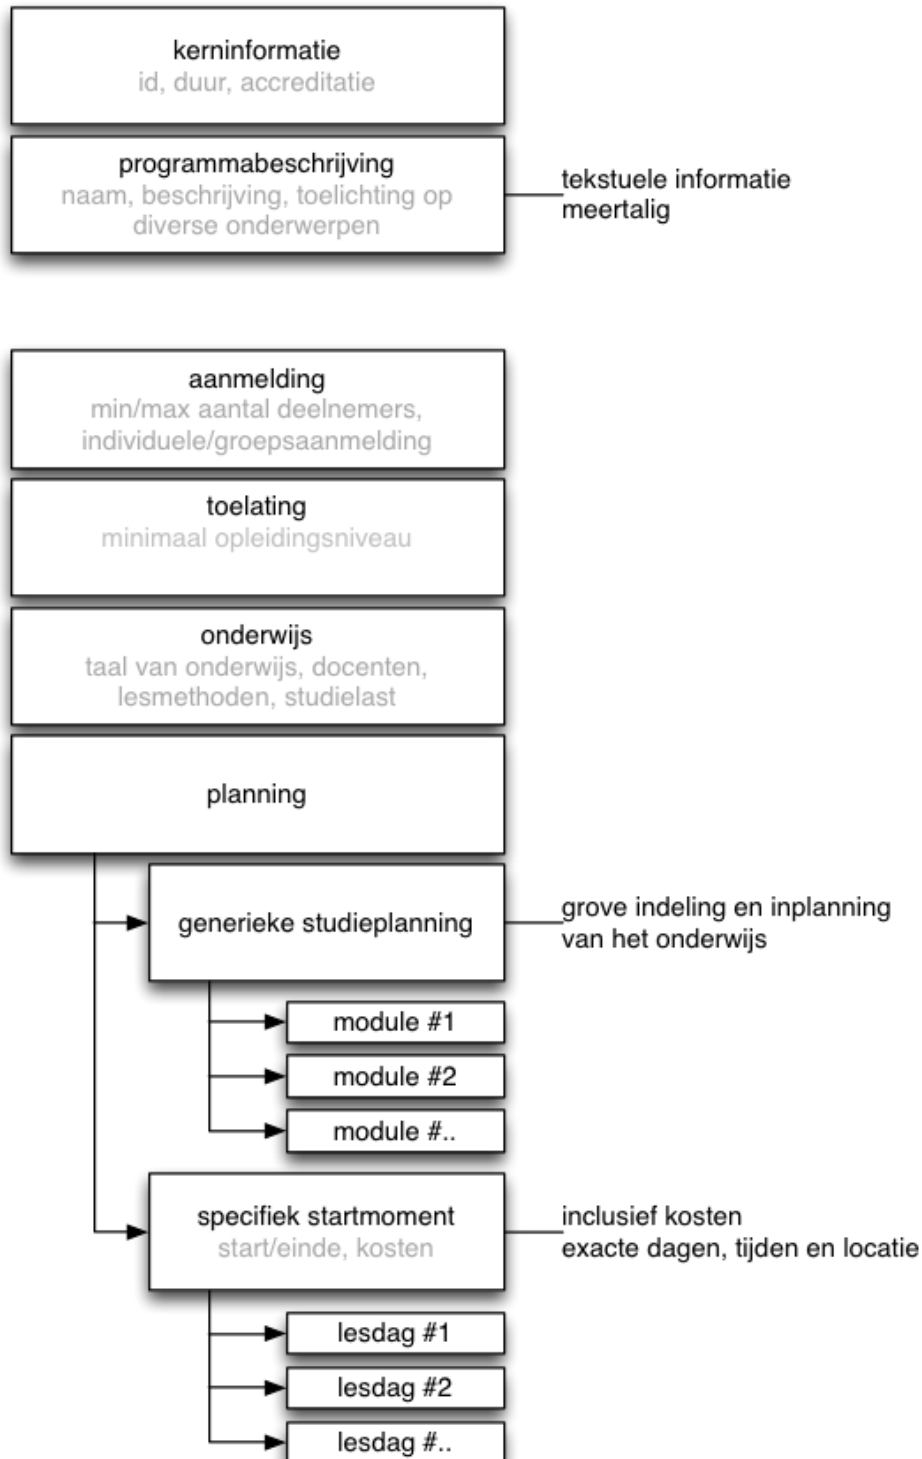 kerninformatie
id, duur, accreditatie
programmabeschrijving
naam, beschrijving, toelichting op
diverse onderwerpen
tekstuele informatie
meertalig
aanmelding
min/max aantal deelnemers,
individuele/groepsaanmelding
toelating
minimaal opleidingsniveau
onderwijs
taal van onderwijs, docenten,
lesmethoden, studielast
planning
generieke studieplanning
grove indeling en inplanning
van het onderwijs
module #1
module #2
module #..
specifiek startmoment
start/einde, kosten
inclusief kosten
exacte dagen, tijden en locatie
lesdag #1
lesdag #2
lesdag #..